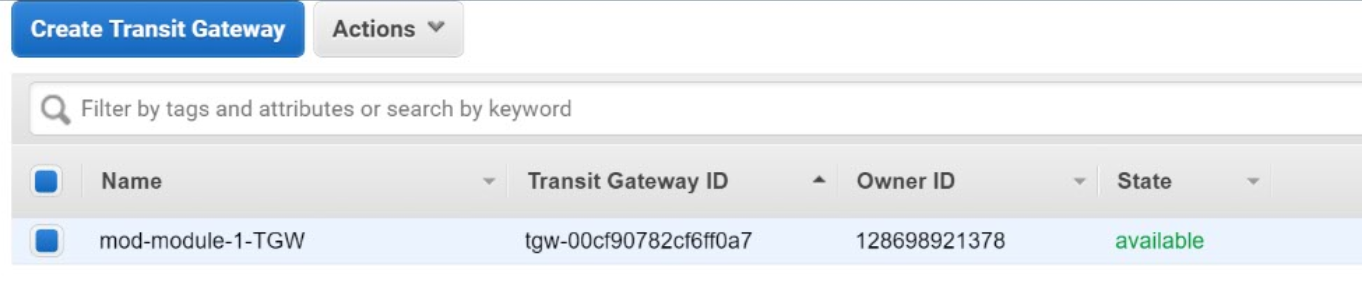 Create Transit Gateway Actions
Filter by tags and attributes or search by keyword
Name Transit Gateway ID Owner ID State
mod-module-1-TGW tgw-00cf90782cf6ff0a7 128698921378 available